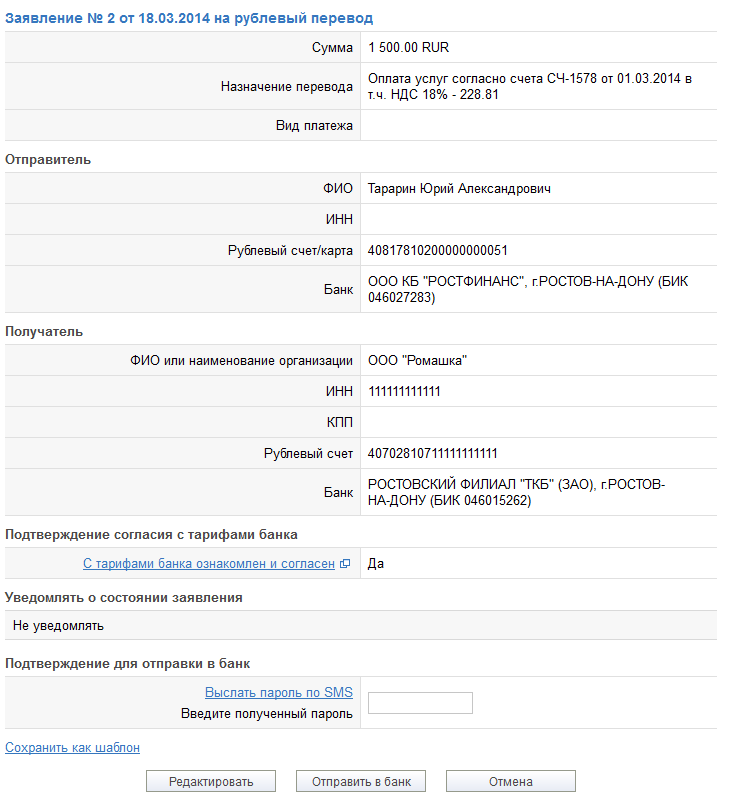 Заявление № 2 от 18.03.2014 на рублевый перевод
Сумма 1 500.00 RUR
Назначение перевода Оплата услуг согласно счета СЧ-1578 от 01.03.2014 в
т.ч. НДС 18% - 228.81
Вид платежа
Отправитель
ФИО Тарарин Юрий Александрович
ИНН
Рублевый счет/карта 40817810200000000051
Банк ООО КБ "РОСТФИНАНС", г.РОСТОВ-НА-ДОНУ (БИК
046027283)
Получатель
ФИО или наименование организации ООО "Ромашка"
ИНН 111111111111
КПП
Рублевый счет 40702810711111111111
Банк РОСТОВСКИЙ ФИЛИАЛ "ТКБ" (ЗАО), г.РОСТОВ-
НА-ДОНУ (БИК 046015262)
Подтверждение согласия с тарифами банка
С тарифами банка ознакомлен и согласен Да
Уведомлять о состоянии заявления
Не уведомлять
Подтверждение для отправки в банк
Выслать пароль по SMS
Введите полученный пароль
Сохранить как шаблон
Редактировать Отправить в банк Отмена